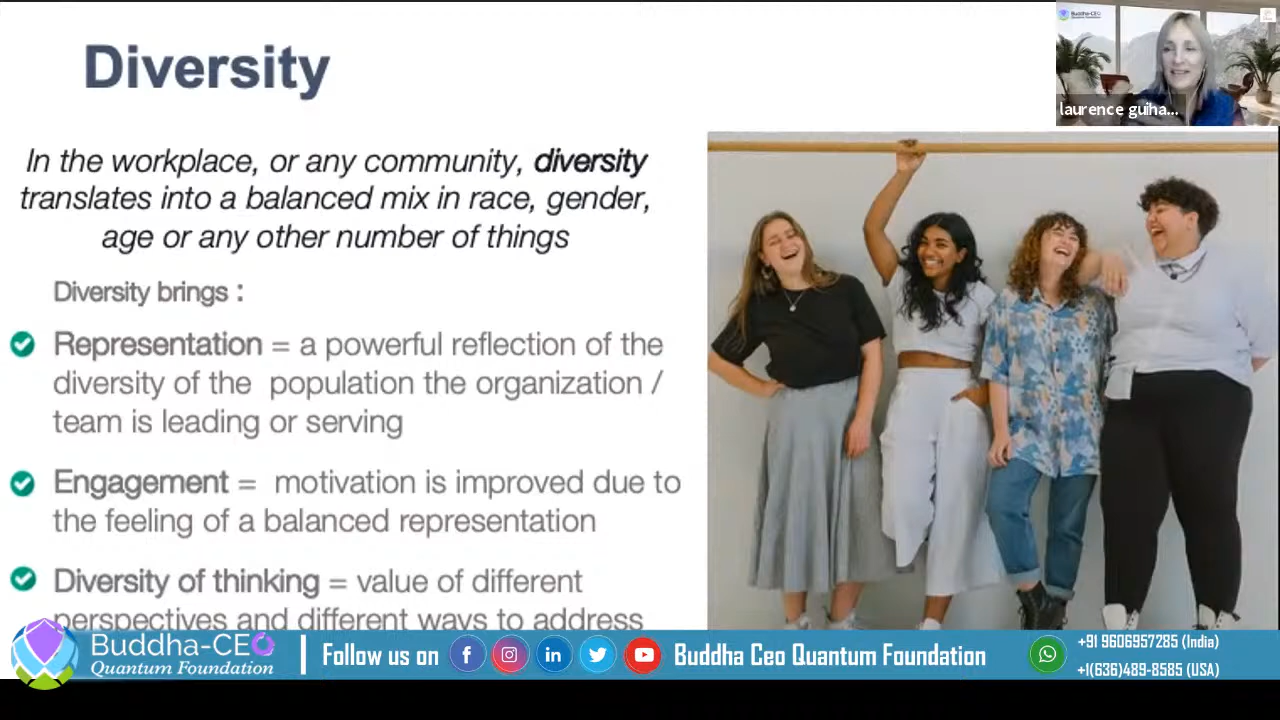 Diversity
Buddha-CEO
Quantum Foundation
laurence guiha...
In the workplace, or any community, diversity
translates into a balanced mix in race, gender,
age or any other number of things
Diversity brings :
Representation = a powerful reflection of the
diversity of the population the organization /
team is leading or serving
Engagement = motivation is improved due to
the feeling of a balanced representation
Diversity of thinking = value of different
perspectives and different ways to address
Buddha-CEO
Quantum Foundation
Follow us on
Buddha Ceo Quantum Foundation
+91 9606957285 (India)
+1(636)489-8585 (USA)